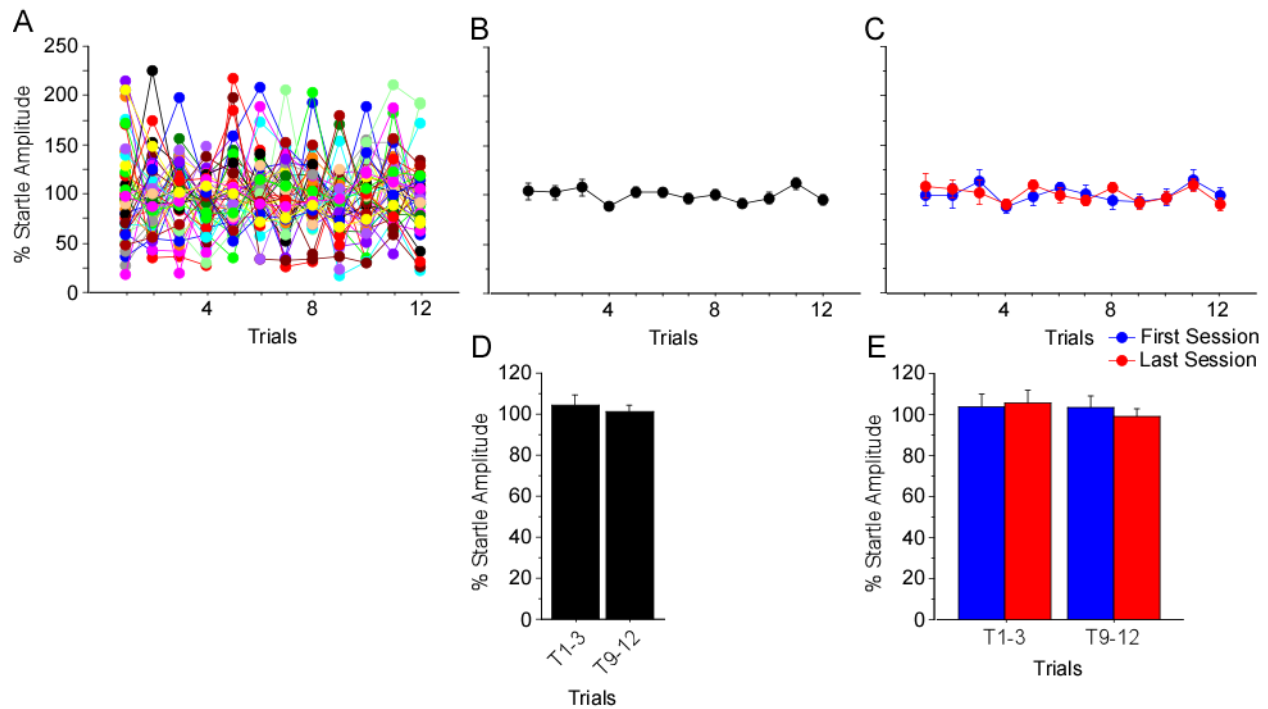 A
250
200
150
100
50
0
% Startle Amplitude
4
8
12
Trials
B
4
8
12
Trials
C
4
8
12
Trials
First Session
Last Session
D
120
100
80
60
40
20
0
% Startle Amplitude
T1-3
T9-12
Trials
E
120
100
80
60
40
20
0
% Startle Amplitude
T1-3
T9-12
Trials